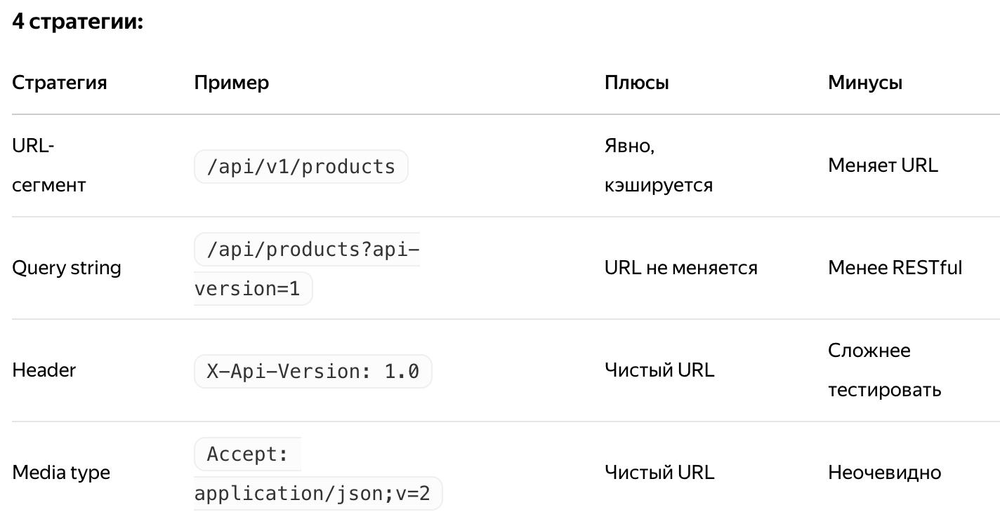 4 стратегии:
Стратегия Пример Плюсы Минусы
URL-
сегмент
/api/v1/products
Явно,
кэшируется
Меняет URL
Query string
/api/products?api-
version=1
URL не меняется
Менее RESTful
Header
X-Api-Version: 1.0
Чистый URL
Сложнее
тестировать
Media type
Accept:
application/json;v=2
Чистый URL
Неочевидно